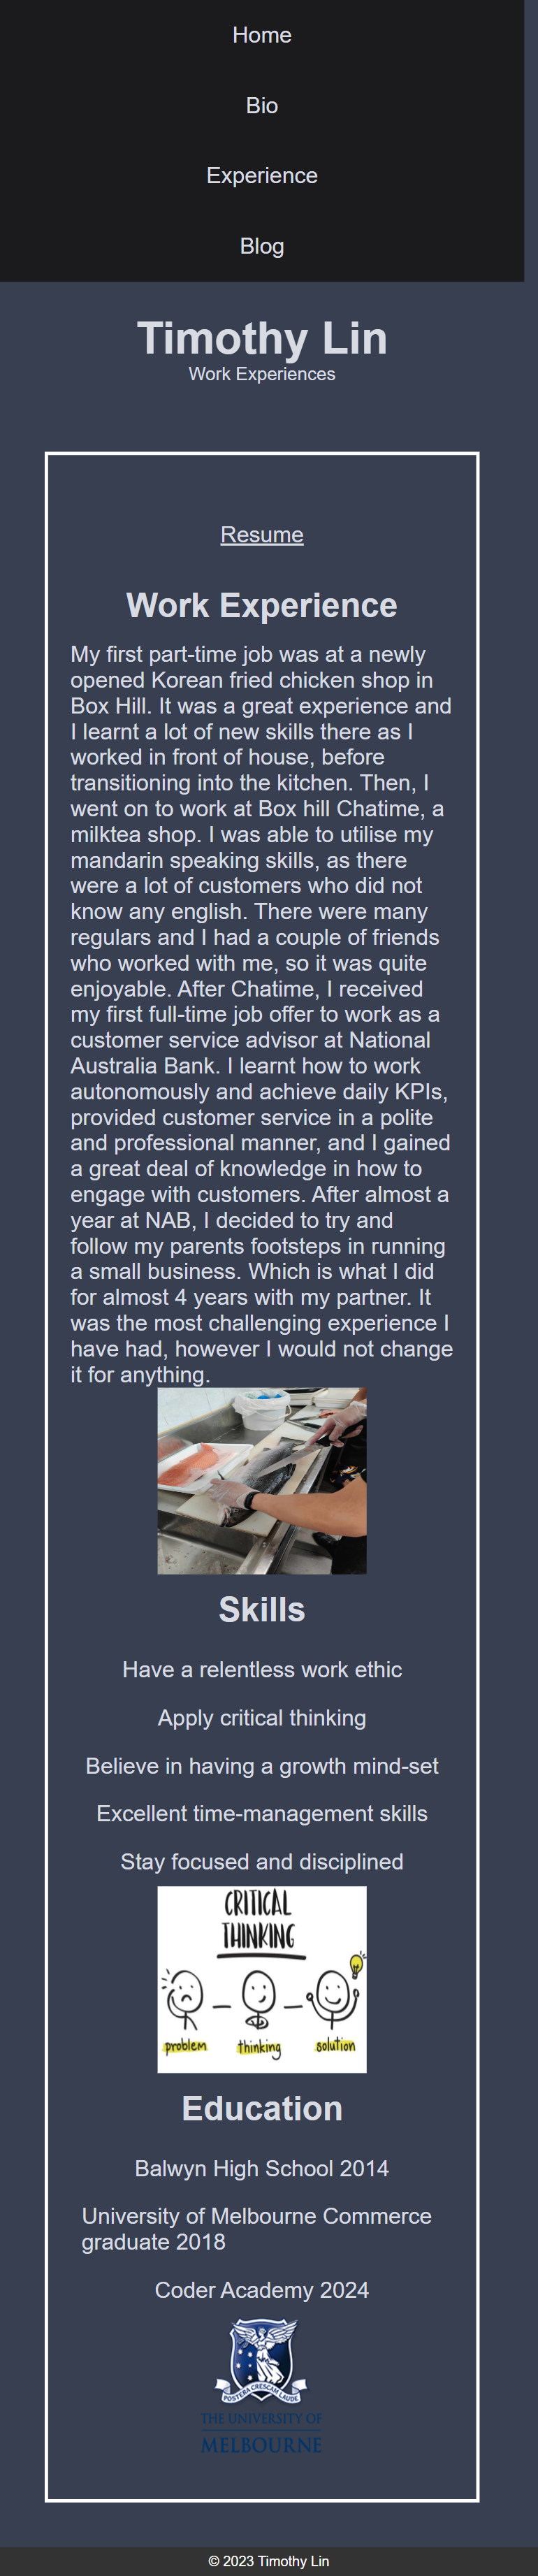 Home
Bio
Experience
Blog
Timothy Lin
Work Experiences
Resume
Work Experience
My first part-time job was at a newly
opened Korean fried chicken shop in
Box Hill. It was a great experience and
I learnt a lot of new skills there as I
worked in front of house, before
transitioning into the kitchen. Then, I
went on to work at Box hill Chatime, a
milktea shop. I was able to utilise my
mandarin speaking skills, as there
were a lot of customers who did not
know any english. There were many
regulars and I had a couple of friends
who worked with me, so it was quite
enjoyable. After Chatime, I received
my first full-time job offer to work as a
customer service advisor at National
Australia Bank. I learnt how to work
autonomously and achieve daily KPIs,
provided customer service in a polite
and professional manner, and I gained
a great deal of knowledge in how to
engage with customers. After almost a
year at NAB, I decided to try and
follow my parents footsteps in running
a small business. Which is what I did
for almost 4 years with my partner. It
was the most challenging experience I
have had, however I would not change
it for anything.
Skills
Have a relentless work ethic
Apply critical thinking
Believe in having a growth mind-set
Excellent time-management skills
Stay focused and disciplined
CRITICAL
THINKING
problem thinking solution
Education
Balwyn High School 2014
University of Melbourne Commerce
graduate 2018
Coder Academy 2024
POSTERA CRESCAM LAUDE
THE UNIVERSITY OF
MELBOURNE
© 2023 Timothy Lin